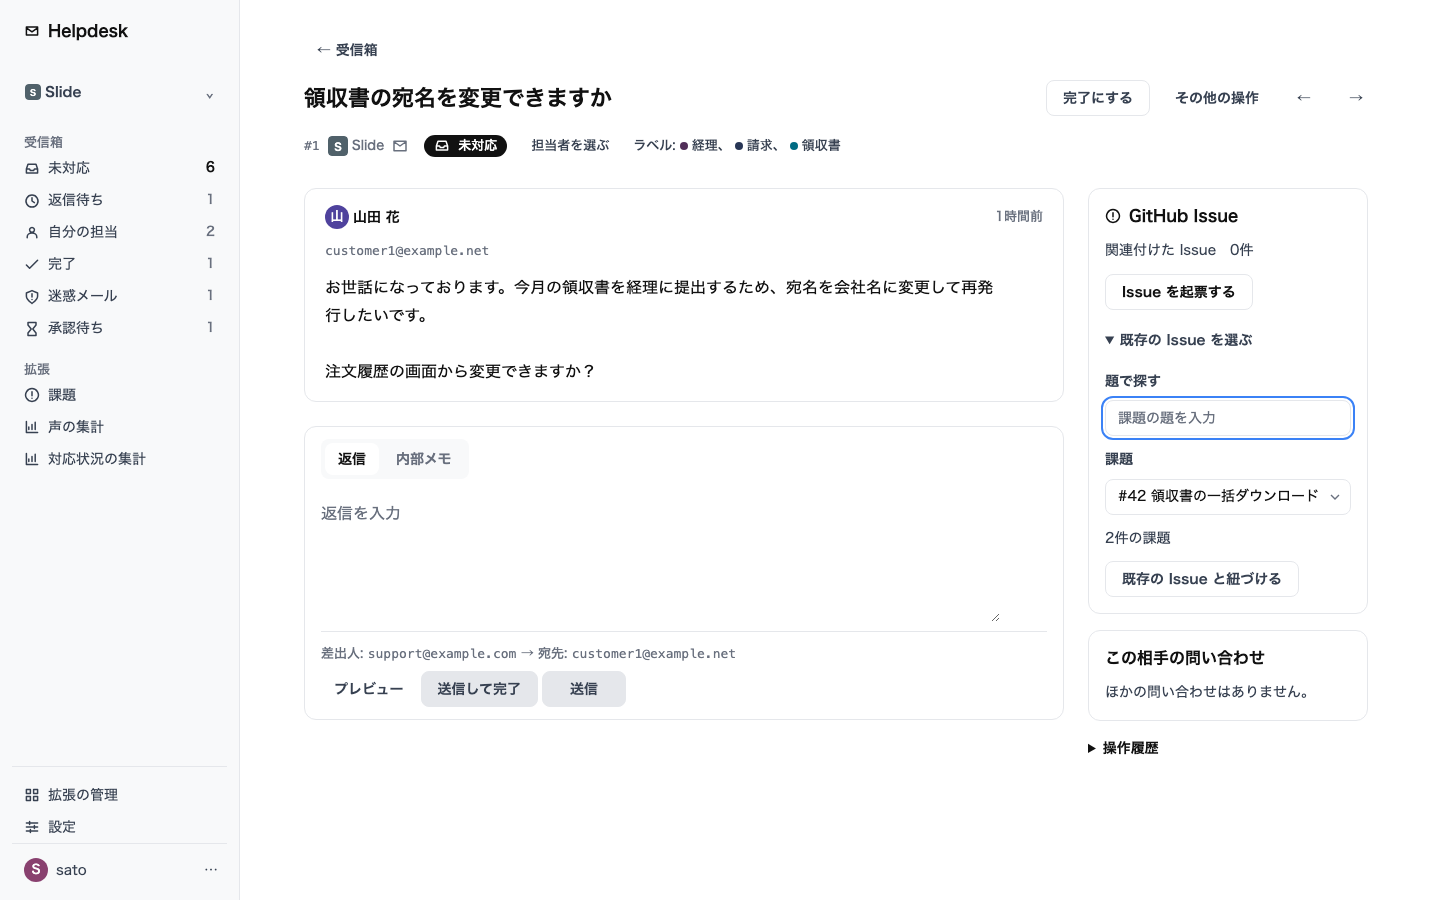 Helpdesk
S Slide
受信箱
未対応 6
返信待ち 1
自分の担当 2
完了 1
迷惑メール 1
承認待ち 1
拡張
課題
声の集計
対応状況の集計
拡張の管理
設定
S sato ...
← 受信箱
領収書の宛名を変更できますか
完了にする その他の操作 ← →
#1 S Slide 未対応 担当者を選ぶ ラベル: 経理、 請求、 領収書
山 山田 花 1時間前
customer1@example.net
お世話になっております。今月の領収書を経理に提出するため、宛名を会社名に変更して再発
行したいです。
注文履歴の画面から変更できますか？
返信 内部メモ
返信を入力
差出人: support@example.com → 宛先: customer1@example.net
プレビュー 送信して完了 送信
GitHub Issue
関連付けた Issue 0件
Issue を起票する
▼ 既存の Issue を選ぶ
題で探す
課題の題を入力
課題
#42 領収書の一括ダウンロード
2件の課題
既存の Issue と紐づける
この相手の問い合わせ
ほかの問い合わせはありません。
▶ 操作履歴